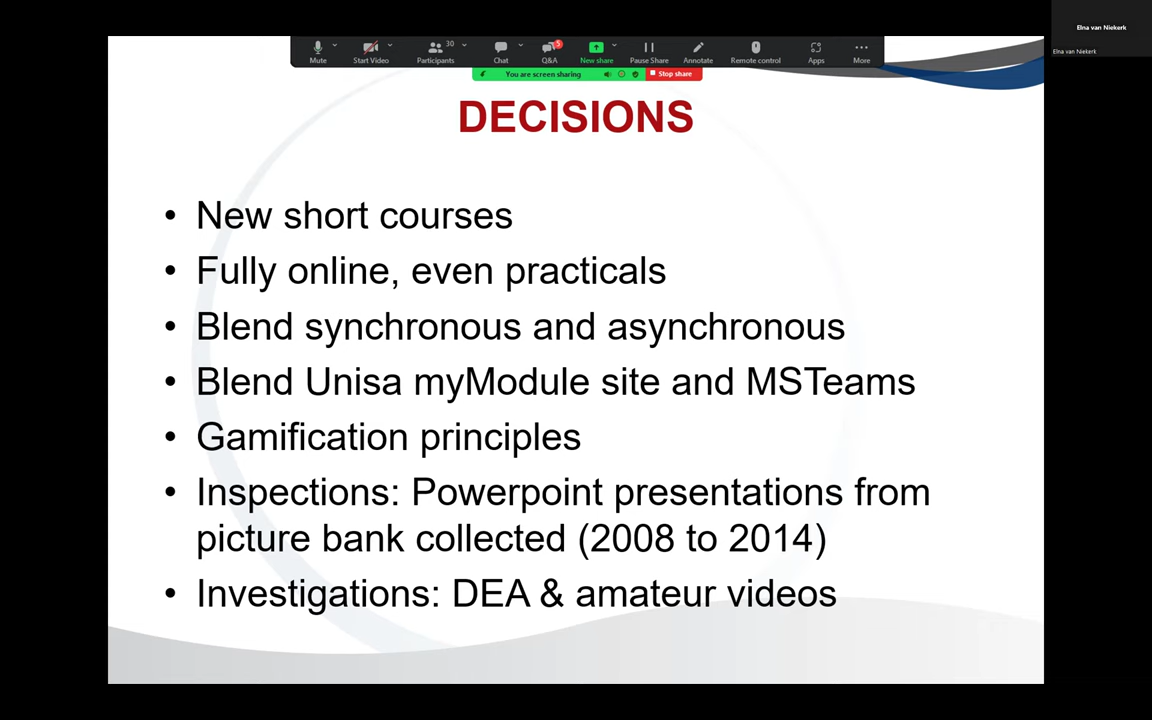 Elna van Niekerk
Elna van Niekerk
Mute
Start Video
30
Participants
Chat
5
Q&A
New share
Pause Share
Annotate
Remote control
Apps
More
You are screen sharing
Stop share
DECISIONS
• New short courses
• Fully online, even practicals
• Blend synchronous and asynchronous
• Blend Unisa myModule site and MSTeams
• Gamification principles
• Inspections: Powerpoint presentations from
picture bank collected (2008 to 2014)
• Investigations: DEA & amateur videos